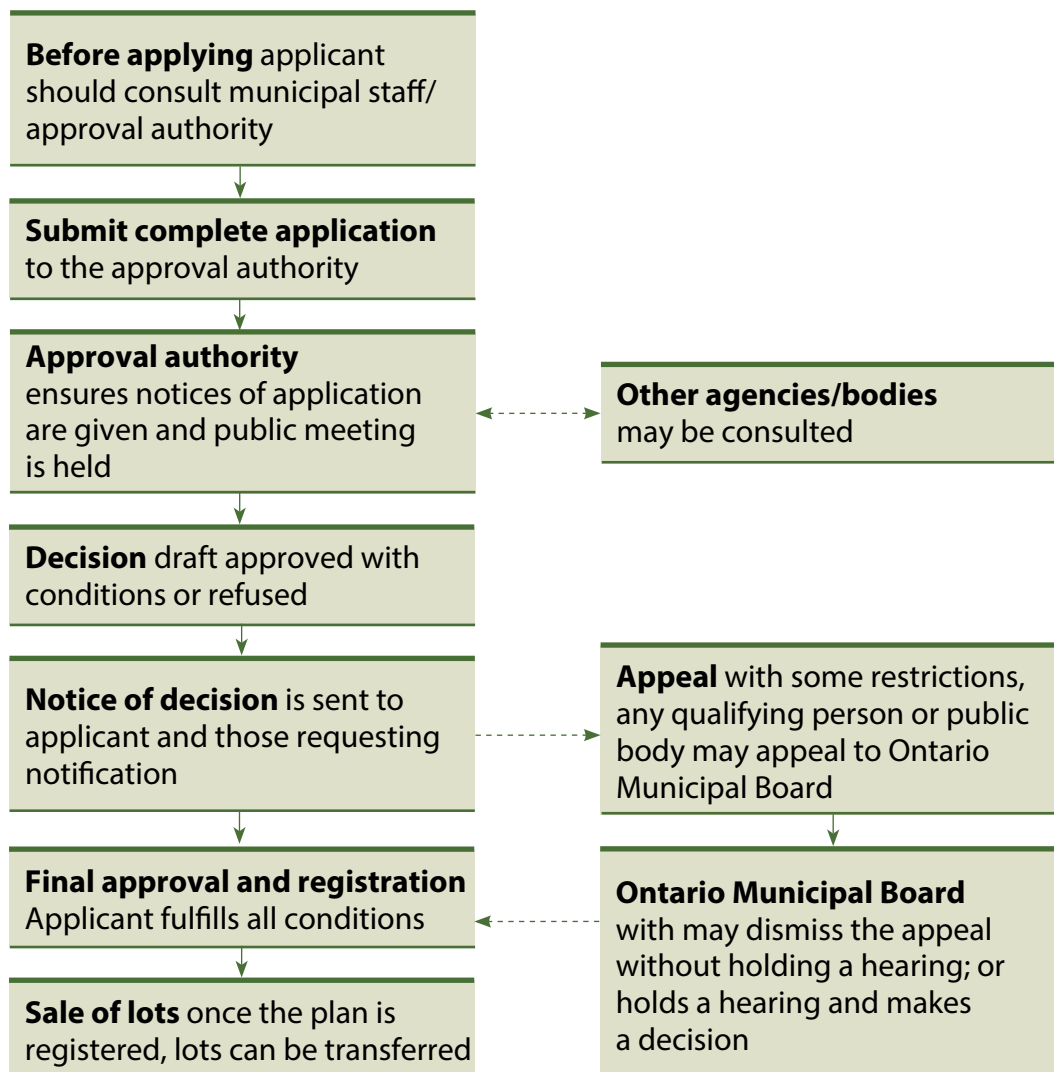 Before applying applicant
should consult municipal staff/
approval authority
Submit complete application
to the approval authority
Approval authority
ensures notices of application
are given and public meeting
is held
Other agencies/bodies
may be consulted
Decision draft approved with
conditions or refused
Notice of decision is sent to
applicant and those requesting
notification
Appeal with some restrictions,
any qualifying person or public
body may appeal to Ontario
Municipal Board
Final approval and registration
Applicant fulfills all conditions
Ontario Municipal Board
with may dismiss the appeal
without holding a hearing; or
holds a hearing and makes
a decision
Sale of lots once the plan is
registered, lots can be transferred